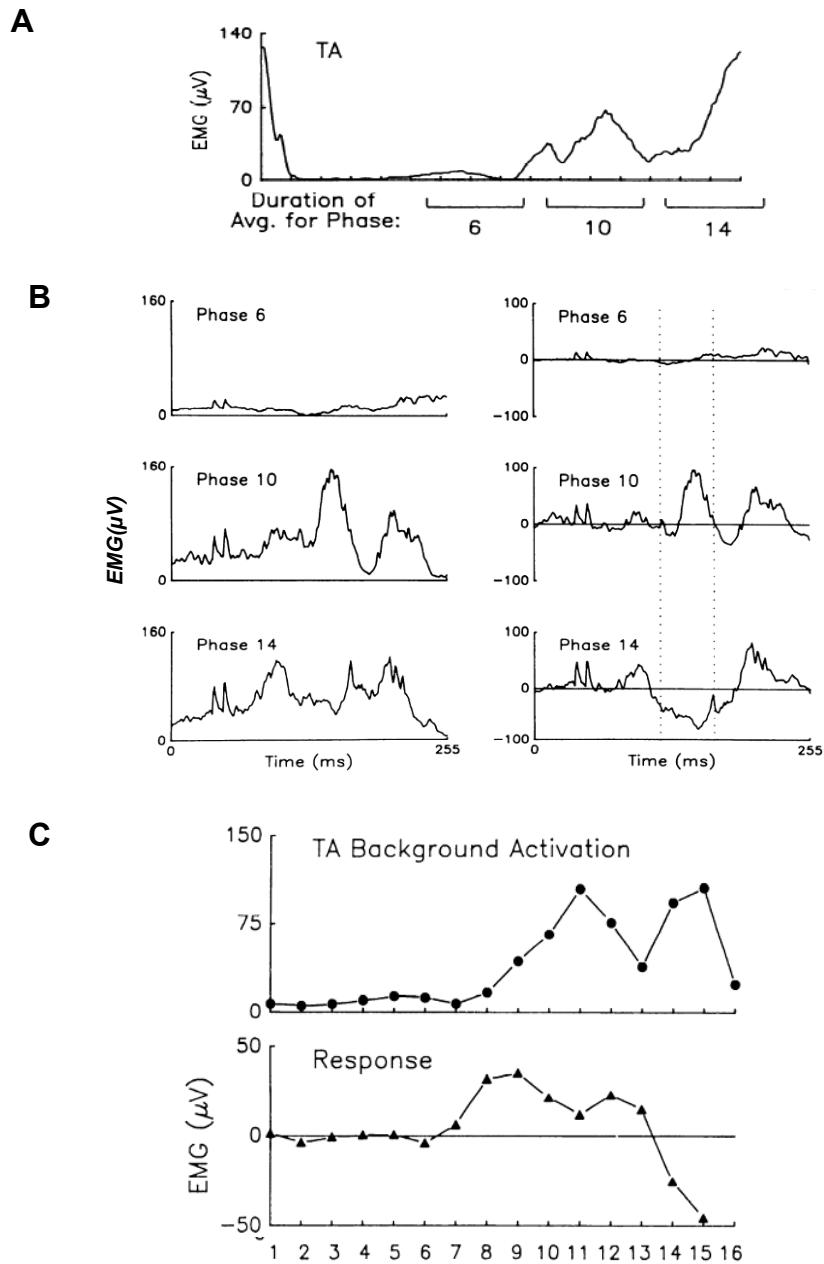 A
140
TA
EMG (µV)
70
0
Duration of
Avg. for Phase:
6
10
14
B
160
Phase 6
0
100
Phase 6
0
−100
EMG(µV)
160
Phase 10
0
100
Phase 10
0
−100
160
Phase 14
0
0
255
Time (ms)
100
Phase 14
0
−100
0
255
Time (ms)
C
150
TA Background Activation
75
0
50
Response
EMG (µV)
0
−50
1 2 3 4 5 6 7 8 9 10 11 12 13 14 15 16